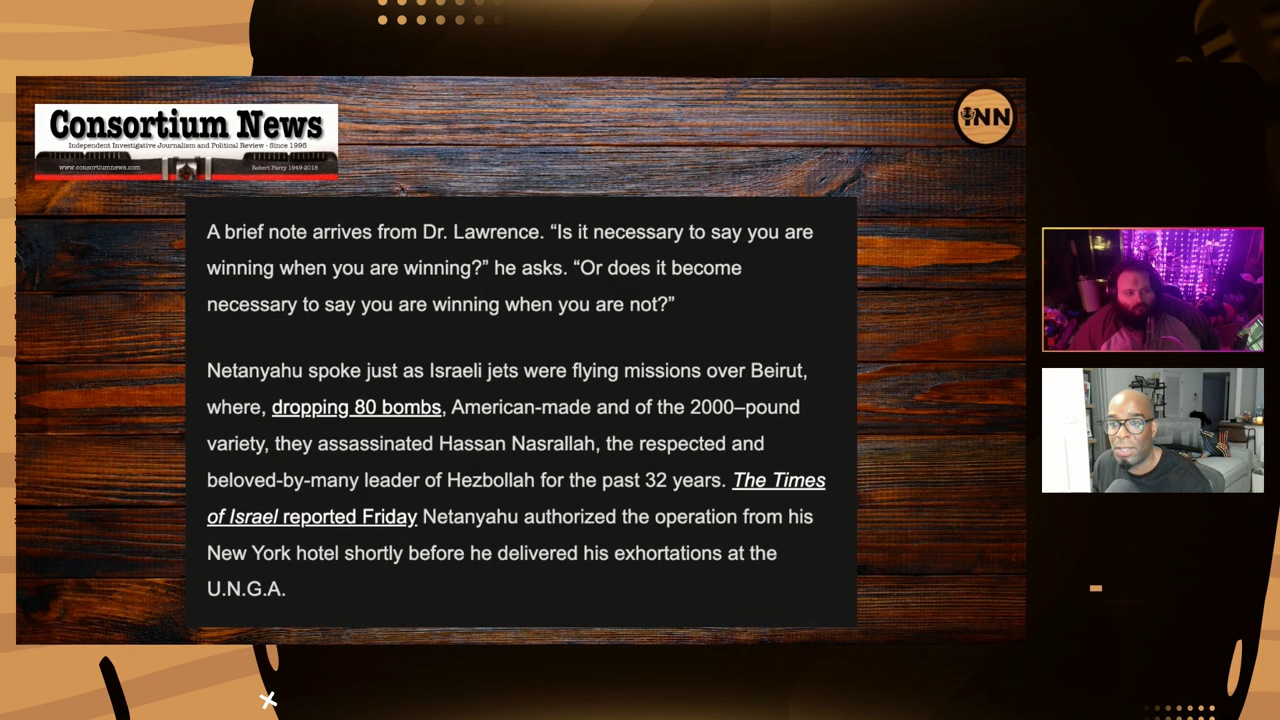 Consortium News
Independent Investigative Journalism and Political Review - Since 1995
www.consortiumnews.com
Robert Parry 1949-2018
iNN
A brief note arrives from Dr. Lawrence. “Is it necessary to say you are
winning when you are winning?” he asks. “Or does it become
necessary to say you are winning when you are not?”
Netanyahu spoke just as Israeli jets were flying missions over Beirut,
where, dropping 80 bombs, American-made and of the 2000–pound
variety, they assassinated Hassan Nasrallah, the respected and
beloved-by-many leader of Hezbollah for the past 32 years. The Times
of Israel reported Friday Netanyahu authorized the operation from his
New York hotel shortly before he delivered his exhortations at the
U.N.G.A.